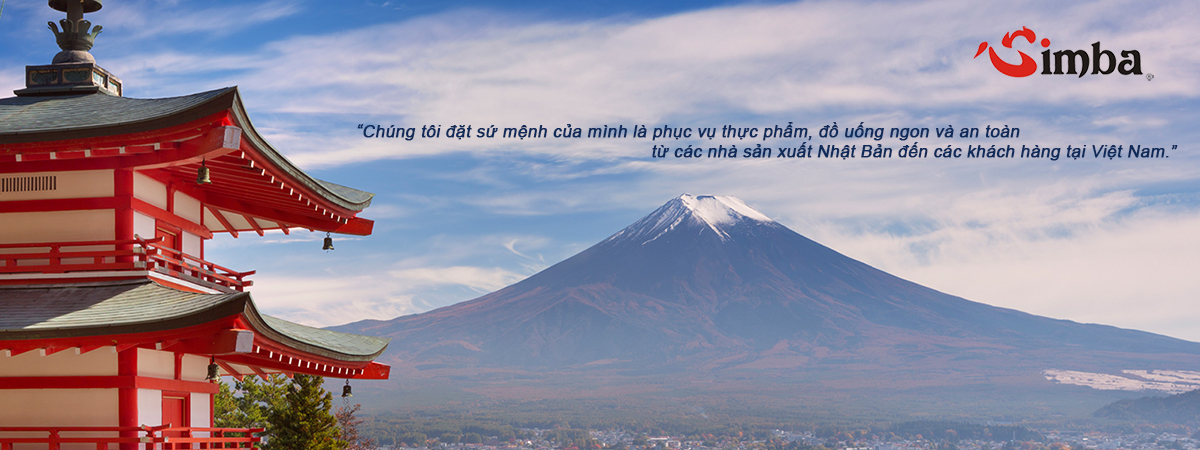 Simba
“Chúng tôi đặt sứ mệnh của mình là phục vụ thực phẩm, đồ uống ngon và an toàn
từ các nhà sản xuất Nhật Bản đến các khách hàng tại Việt Nam.”